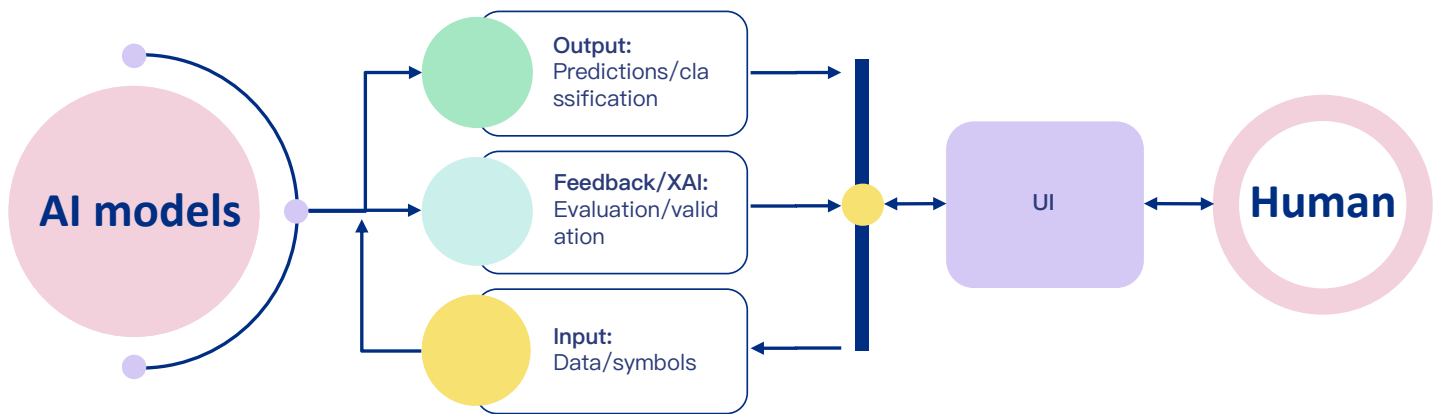 AI models
Output:
Predictions/cla
ssification
Feedback/XAI:
Evaluation/valid
ation
Input:
Data/symbols
UI
Human